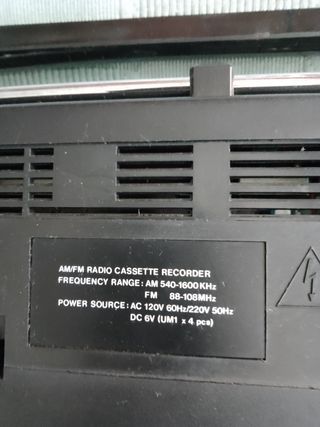 AM/FM RADIO CASSETTE RECORDER
FREQUENCY RANGE: AM 540-1600KHz
FM 88-108MHz
POWER SOURCE: AC 120V 60Hz/220V 50Hz
DC 6V (UM1 x 4 pcs)